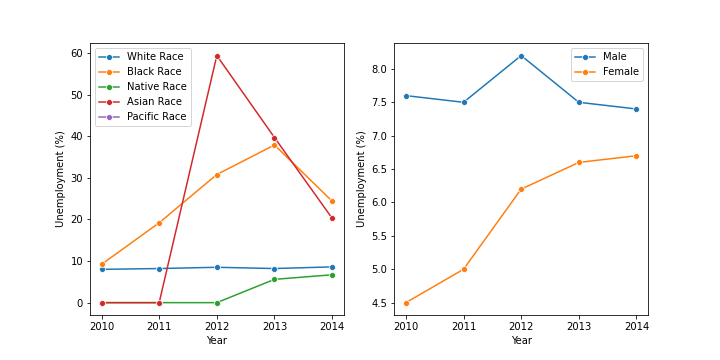 White Race
Black Race
Native Race
Asian Race
Pacific Race
60
50
40
30
20
10
0
Unemployment (%)
2010 2011 2012 2013 2014
Year
Male
Female
8.0
7.5
7.0
6.5
6.0
5.5
5.0
4.5
Unemployment (%)
2010 2011 2012 2013 2014
Year